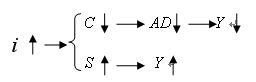 C ↓ → AD ↓ → Y ↓
i ↑ → {
S ↑ → Y ↑